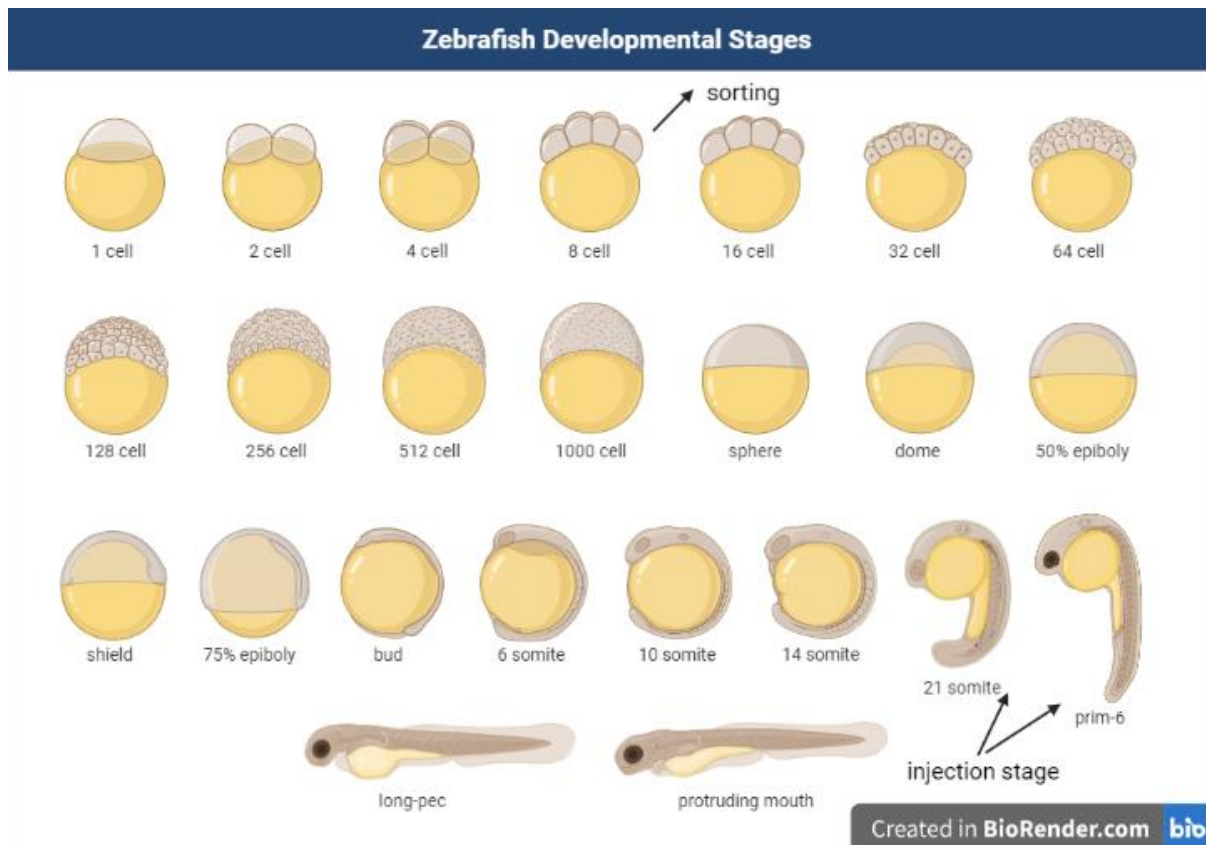 Zebrafish Developmental Stages
sorting
1 cell
2 cell
4 cell
8 cell
16 cell
32 cell
64 cell
128 cell
256 cell
512 cell
1000 cell
sphere
dome
50% epiboly
shield
75% epiboly
bud
6 somite
10 somite
14 somite
21 somite
prim-6
injection stage
long-pec
protruding mouth
Created in BioRender.com bio